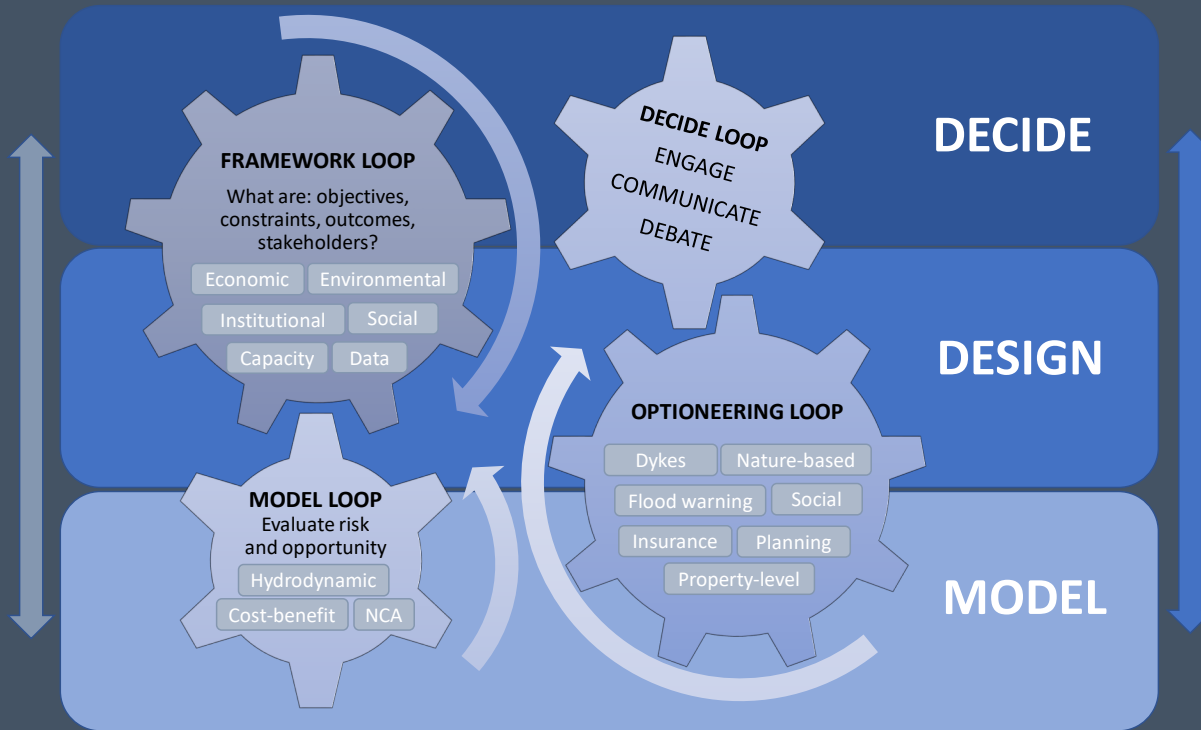 DECIDE
FRAMEWORK LOOP
What are: objectives,
constraints, outcomes,
stakeholders?
Economic
Environmental
Institutional
Social
Capacity
Data
DECIDE LOOP
ENGAGE
COMMUNICATE
DEBATE
DESIGN
OPTIONEERING LOOP
Dykes
Nature-based
Flood warning
Social
Insurance
Planning
Property-level
MODEL LOOP
Evaluate risk
and opportunity
Hydrodynamic
Cost-benefit
NCA
MODEL